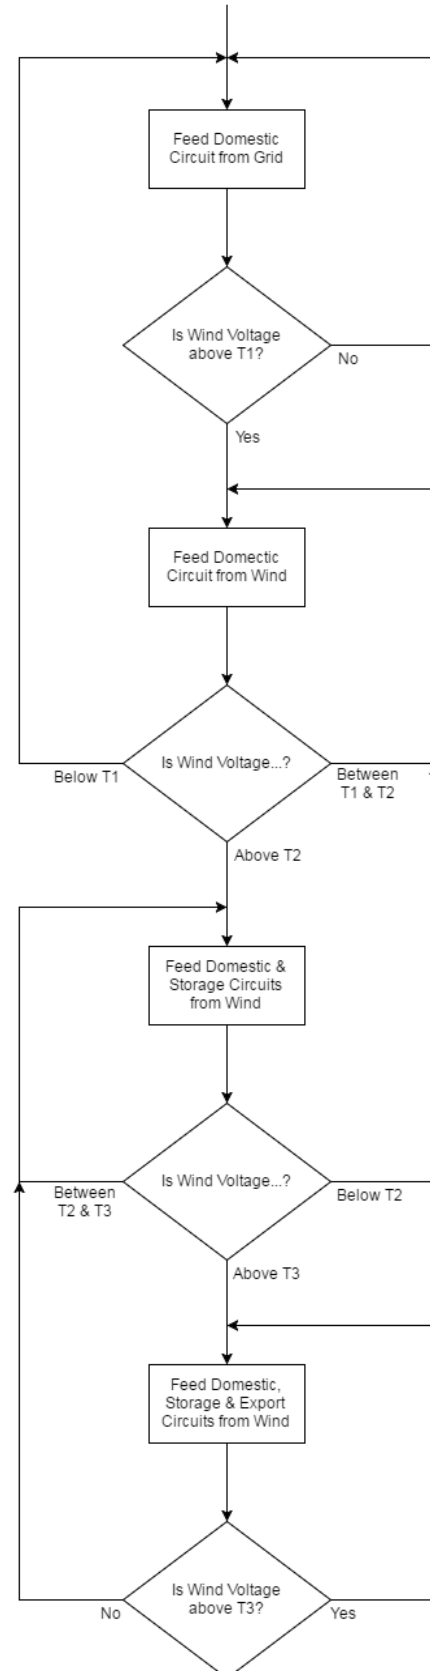 Feed Domestic
Circuit from Grid
Is Wind Voltage
above T1?
No
Yes
Feed Domectic
Circuit from Wind
Is Wind Voltage...?
Below T1
Between
T1 & T2
Above T2
Feed Domestic &
Storage Circuits
from Wind
Is Wind Voltage...?
Between
T2 & T3
Below T2
Above T3
Feed Domestic,
Storage & Export
Circuits from Wind
Is Wind Voltage
above T3?
No
Yes